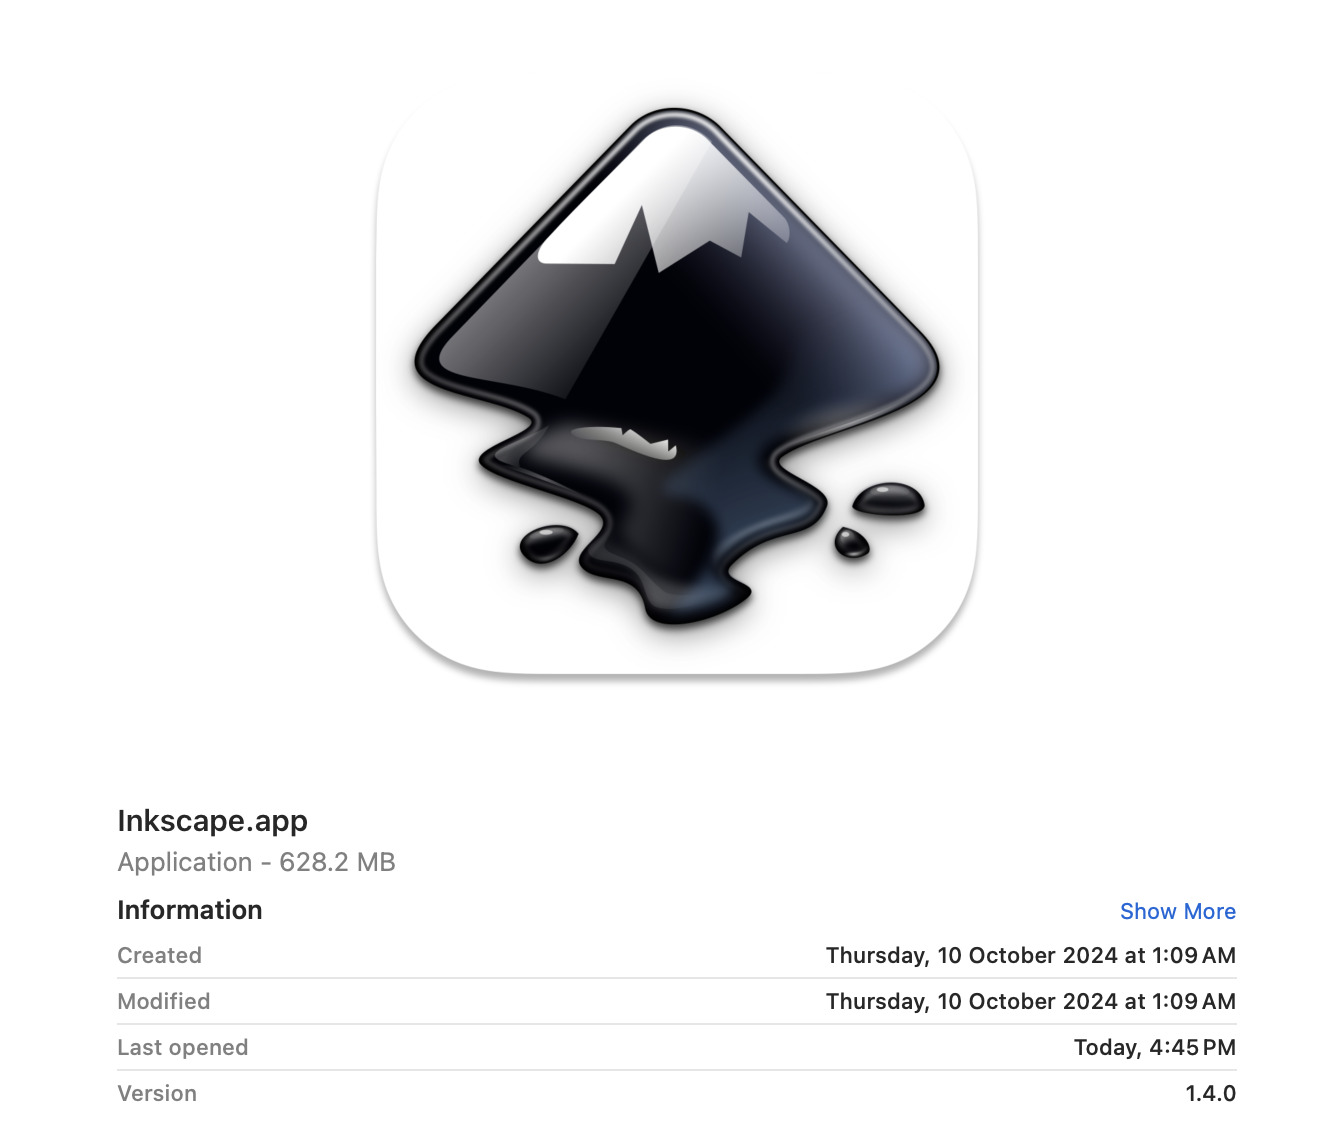 Inkscape.app
Application - 628.2 MB
Information Show More
Created Thursday, 10 October 2024 at 1:09 AM
Modified Thursday, 10 October 2024 at 1:09 AM
Last opened Today, 4:45 PM
Version 1.4.0